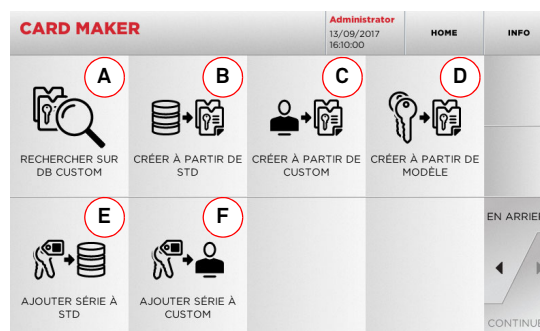 CARD MAKER
Administrator
13/09/2017
16:10:00
HOME
INFO
A
B
C
D
RECHERCHER SUR
DB CUSTOM
CRÉER À PARTIR DE
STD
CRÉER À PARTIR DE
CUSTOM
CRÉER À PARTIR DE
MODÈLE
E
F
EN ARRIE
AJOUTER SÉRIE À
STD
AJOUTER SÉRIE À
CUSTOM
CONTINUE